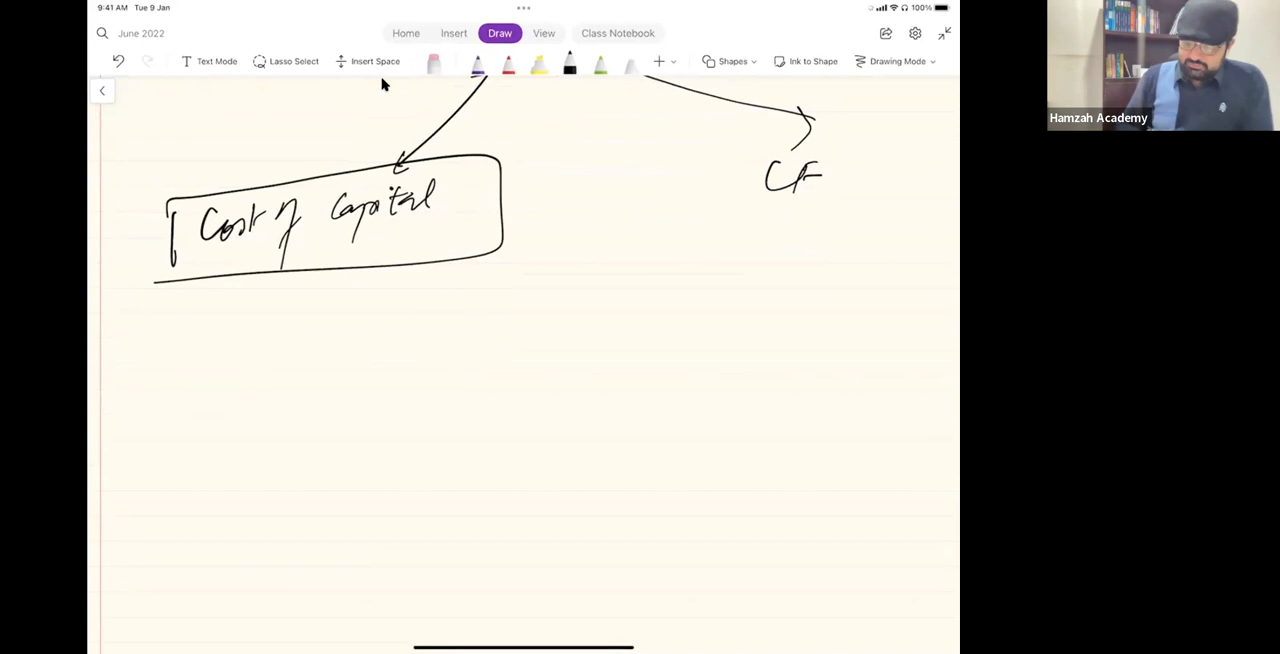 9:41 AM Tue 9 Jan
100%
June 2022
Home Insert Draw View Class Notebook
Text Mode Lasso Select Insert Space Shapes Ink to Shape Drawing Mode
Hamzah Academy
Cost of Capital
CF